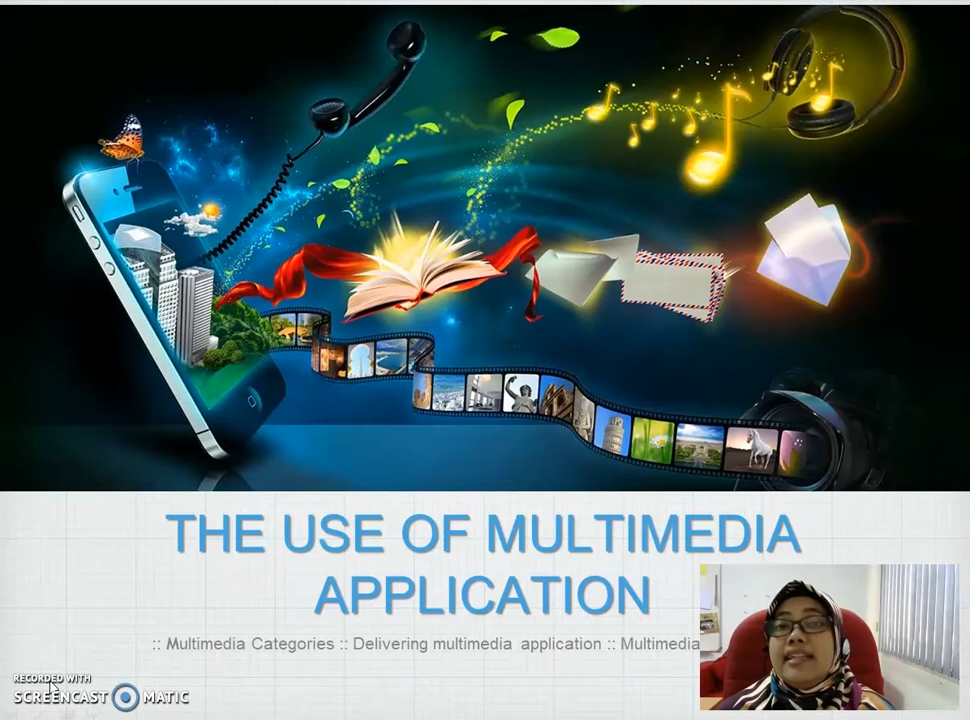 THE USE OF MULTIMEDIA
APPLICATION
:: Multimedia Categories :: Delivering multimedia application :: Multimedia
RECORDED WITH
SCREENCAST MATIC